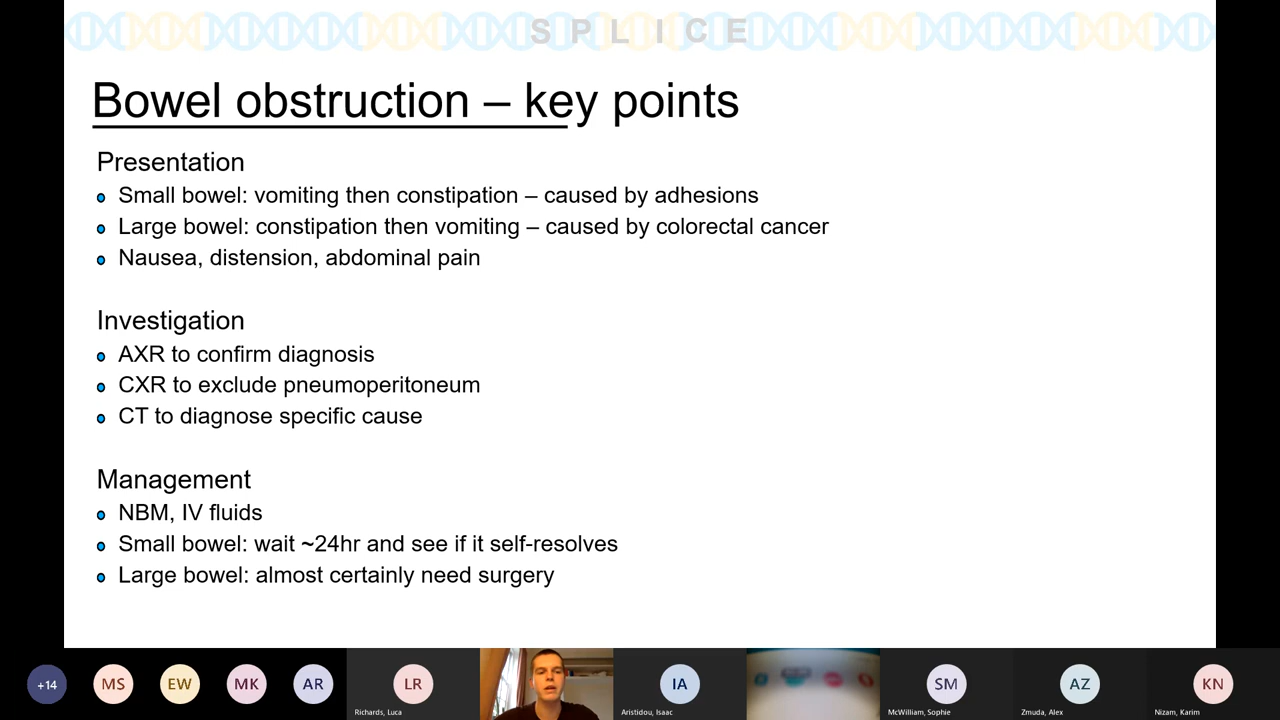 S P L I C E
Bowel obstruction – key points
Presentation
Small bowel: vomiting then constipation – caused by adhesions
Large bowel: constipation then vomiting – caused by colorectal cancer
Nausea, distension, abdominal pain
Investigation
AXR to confirm diagnosis
CXR to exclude pneumoperitoneum
CT to diagnose specific cause
Management
NBM, IV fluids
Small bowel: wait ~24hr and see if it self-resolves
Large bowel: almost certainly need surgery
+14 MS EW MK AR LR IA SM AZ KN
Richards, Luca Aristidou, Isaac McWilliam, Sophie Zmuda, Alex Nizam, Karim